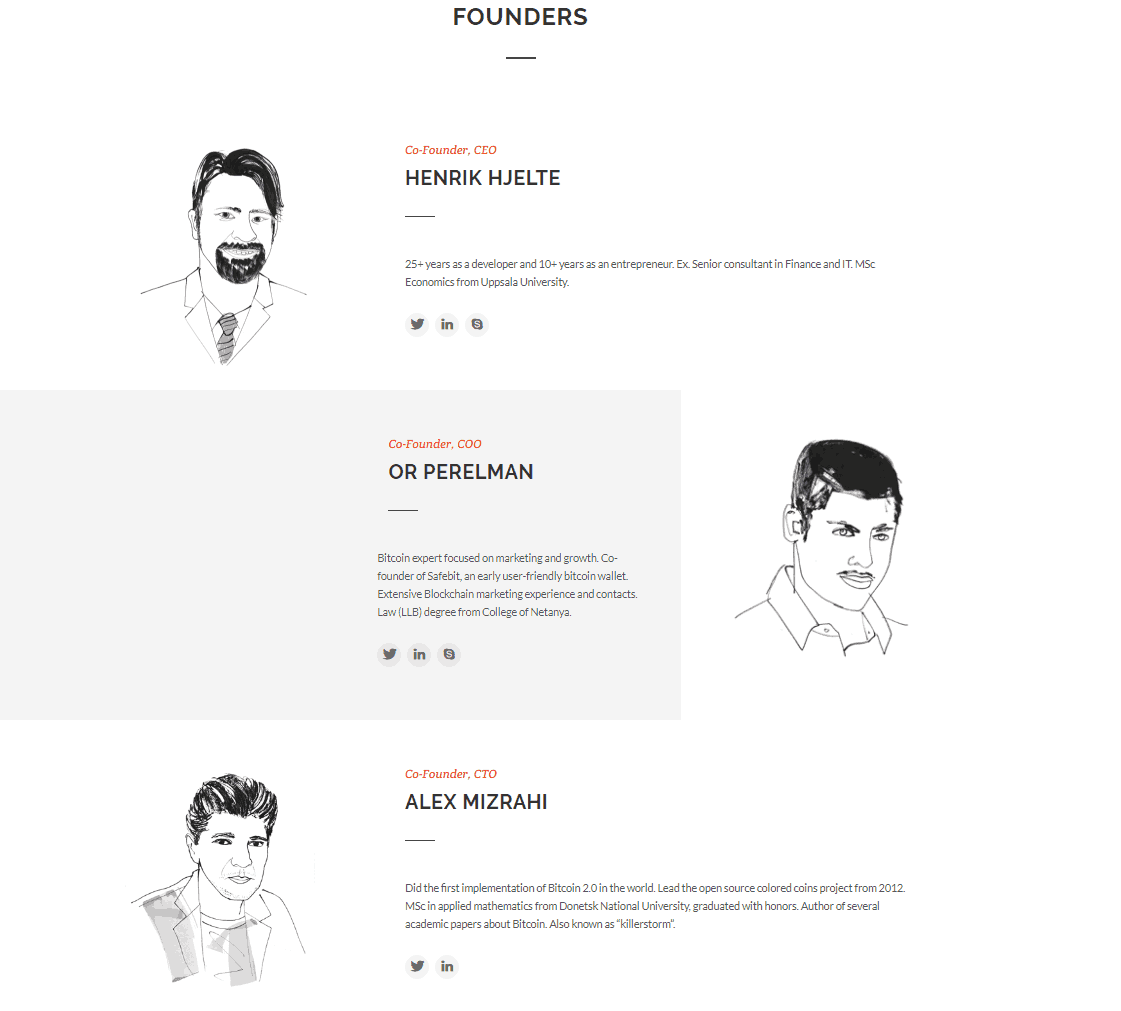 FOUNDERS
Co-Founder, CEO
HENRIK HJELTE
25+ years as a developer and 10+ years as an entrepreneur. Ex. Senior consultant in Finance and IT. MSc
Economics from Uppsala University.
Co-Founder, COO
OR PERELMAN
Bitcoin expert focused on marketing and growth. Co-
founder of Safebit, an early user-friendly bitcoin wallet.
Extensive Blockchain marketing experience and contacts.
Law (LLB) degree from College of Netanya.
Co-Founder, CTO
ALEX MIZRAHI
Did the first implementation of Bitcoin 2.0 in the world. Lead the open source colored coins project from 2012.
MSc in applied mathematics from Donetsk National University, graduated with honors. Author of several
academic papers about Bitcoin. Also known as “killerstorm”.